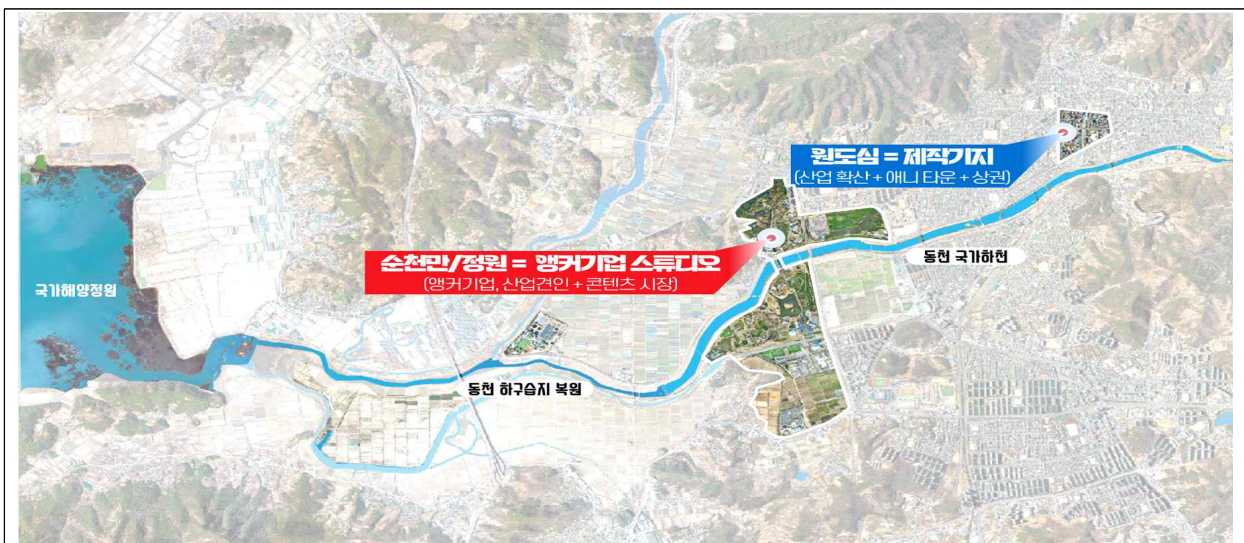 원도심 = 제작기지
(산업 확산 + 애니 타운 + 상권)
순천만/정원 = 앵커기업 스튜디오
(앵커기업, 산업견인 + 콘텐츠 시장)
동천 국가하천
국가해양정원
동천 하구습지 복원